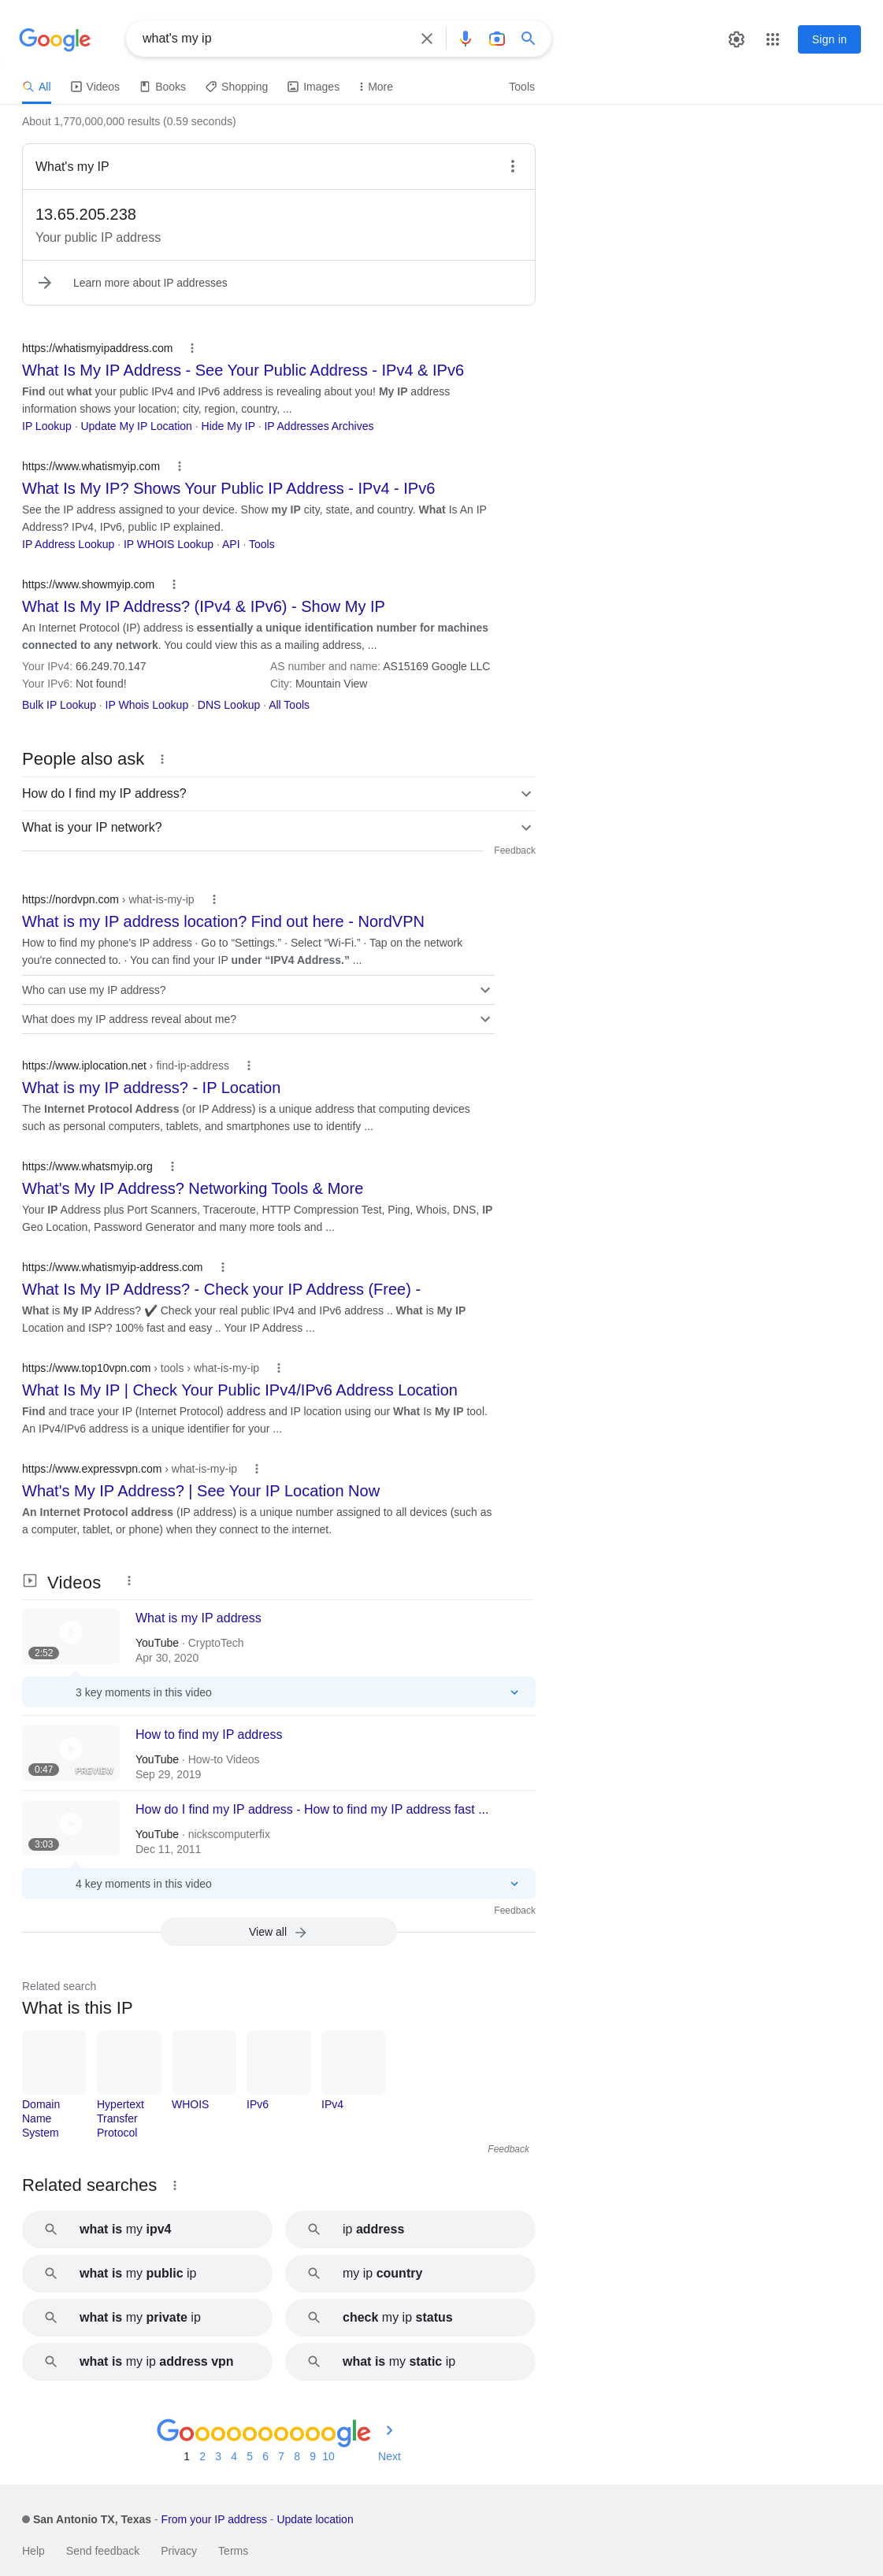 Google
what's my ip
Sign in
All Videos Books Shopping Images More Tools
About 1,770,000,000 results (0.59 seconds)
What's my IP
13.65.205.238
Your public IP address
Learn more about IP addresses
https://whatismyipaddress.com
What Is My IP Address - See Your Public Address - IPv4 & IPv6
Find out what your public IPv4 and IPv6 address is revealing about you! My IP address
information shows your location; city, region, country, ...
IP Lookup · Update My IP Location · Hide My IP · IP Addresses Archives
https://www.whatismyip.com
What Is My IP? Shows Your Public IP Address - IPv4 - IPv6
See the IP address assigned to your device. Show my IP city, state, and country. What Is An IP
Address? IPv4, IPv6, public IP explained.
IP Address Lookup · IP WHOIS Lookup · API · Tools
https://www.showmyip.com
What Is My IP Address? (IPv4 & IPv6) - Show My IP
An Internet Protocol (IP) address is essentially a unique identification number for machines
connected to any network. You could view this as a mailing address, ...
Your IPv4: 66.249.70.147 AS number and name: AS15169 Google LLC
Your IPv6: Not found! City: Mountain View
Bulk IP Lookup · IP Whois Lookup · DNS Lookup · All Tools
People also ask
How do I find my IP address?
What is your IP network?
Feedback
https://nordvpn.com › what-is-my-ip
What is my IP address location? Find out here - NordVPN
How to find my phone's IP address · Go to “Settings.” · Select “Wi-Fi.” · Tap on the network
you're connected to. · You can find your IP under “IPV4 Address.” ...
Who can use my IP address?
What does my IP address reveal about me?
https://www.iplocation.net › find-ip-address
What is my IP address? - IP Location
The Internet Protocol Address (or IP Address) is a unique address that computing devices
such as personal computers, tablets, and smartphones use to identify ...
https://www.whatsmyip.org
What's My IP Address? Networking Tools & More
Your IP Address plus Port Scanners, Traceroute, HTTP Compression Test, Ping, Whois, DNS, IP
Geo Location, Password Generator and many more tools and ...
https://www.whatismyip-address.com
What Is My IP Address? - Check your IP Address (Free) -
What is My IP Address? ✔ Check your real public IPv4 and IPv6 address .. What is My IP
Location and ISP? 100% fast and easy .. Your IP Address ...
https://www.top10vpn.com › tools › what-is-my-ip
What Is My IP | Check Your Public IPv4/IPv6 Address Location
Find and trace your IP (Internet Protocol) address and IP location using our What Is My IP tool.
An IPv4/IPv6 address is a unique identifier for your ...
https://www.expressvpn.com › what-is-my-ip
What's My IP Address? | See Your IP Location Now
An Internet Protocol address (IP address) is a unique number assigned to all devices (such as
a computer, tablet, or phone) when they connect to the internet.
Videos
What is my IP address
YouTube · CryptoTech
2:52
Apr 30, 2020
3 key moments in this video
How to find my IP address
YouTube · How-to Videos
0:47 PREVIEW
Sep 29, 2019
How do I find my IP address - How to find my IP address fast ...
YouTube · nickscomputerfix
3:03
Dec 11, 2011
4 key moments in this video
Feedback
View all
Related search
What is this IP
Domain
Name
System
Hypertext
Transfer
Protocol
WHOIS
IPv6
IPv4
Feedback
Related searches
what is my ipv4
ip address
what is my public ip
my ip country
what is my private ip
check my ip status
what is my ip address vpn
what is my static ip
Goooooooooogle
1 2 3 4 5 6 7 8 9 10 Next
San Antonio TX, Texas - From your IP address - Update location
Help Send feedback Privacy Terms